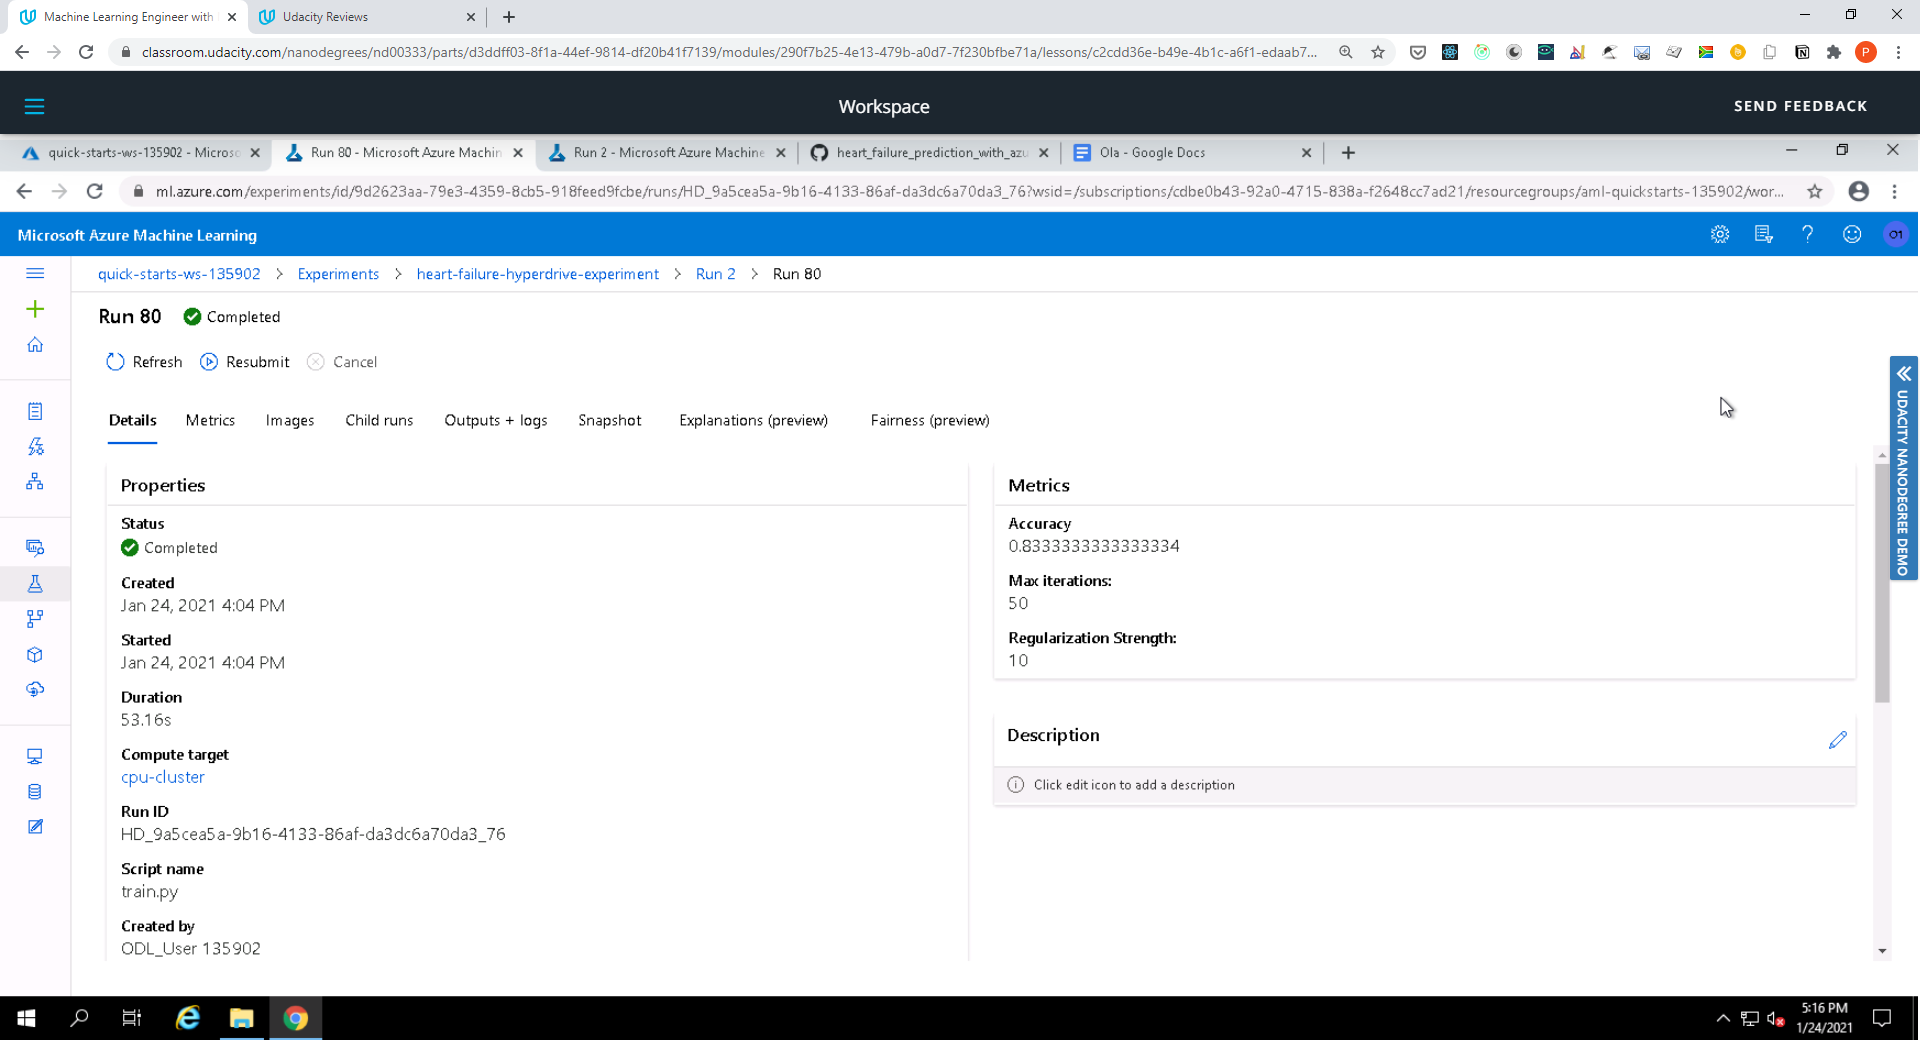 Machine Learning Engineer with
Udacity Reviews
classroom.udacity.com/nanodegrees/nd00333/parts/d3ddff03-8f1a-44ef-9814-df20b41f7139/modules/290f7b25-4e13-479b-a0d7-7f230bfbe71a/lessons/c2cdd36e-b49e-4b1c-a6f1-edaab7...
P
Workspace
SEND FEEDBACK
quick-starts-ws-135902 - Microso
Run 80 - Microsoft Azure Machin
Run 2 - Microsoft Azure Machine
heart_failure_prediction_with_azu
Ola - Google Docs
ml.azure.com/experiments/id/9d2623aa-79e3-4359-8cb5-918feed9fcbe/runs/HD_9a5cea5a-9b16-4133-86af-da3dc6a70da3_76?wsid=/subscriptions/cdbe0b43-92a0-4715-838a-f2648cc7ad21/resourcegroups/aml-quickstarts-135902/wor...
Microsoft Azure Machine Learning
O1
quick-starts-ws-135902 > Experiments > heart-failure-hyperdrive-experiment > Run 2 > Run 80
Run 80 Completed
Refresh Resubmit Cancel
Details Metrics Images Child runs Outputs + logs Snapshot Explanations (preview) Fairness (preview)
UDACITY NANODEGREE DEMO
Properties
Status
Completed
Created
Jan 24, 2021 4:04 PM
Started
Jan 24, 2021 4:04 PM
Duration
53.16s
Compute target
cpu-cluster
Run ID
HD_9a5cea5a-9b16-4133-86af-da3dc6a70da3_76
Script name
train.py
Created by
ODL_User 135902
Metrics
Accuracy
0.8333333333333334
Max iterations:
50
Regularization Strength:
10
Description
Click edit icon to add a description
5:16 PM
1/24/2021